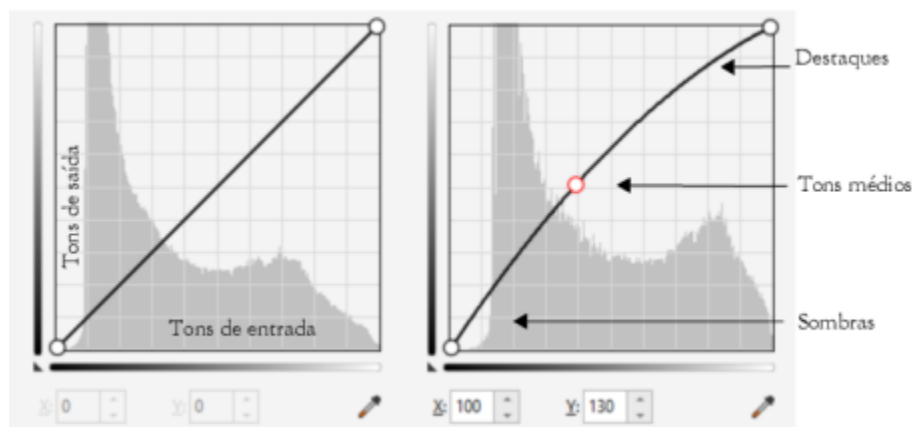 Destaques
Tons de saída
Tons médios
Tons de entrada
Sombras
X: 0
Y: 0
X: 100
Y: 130